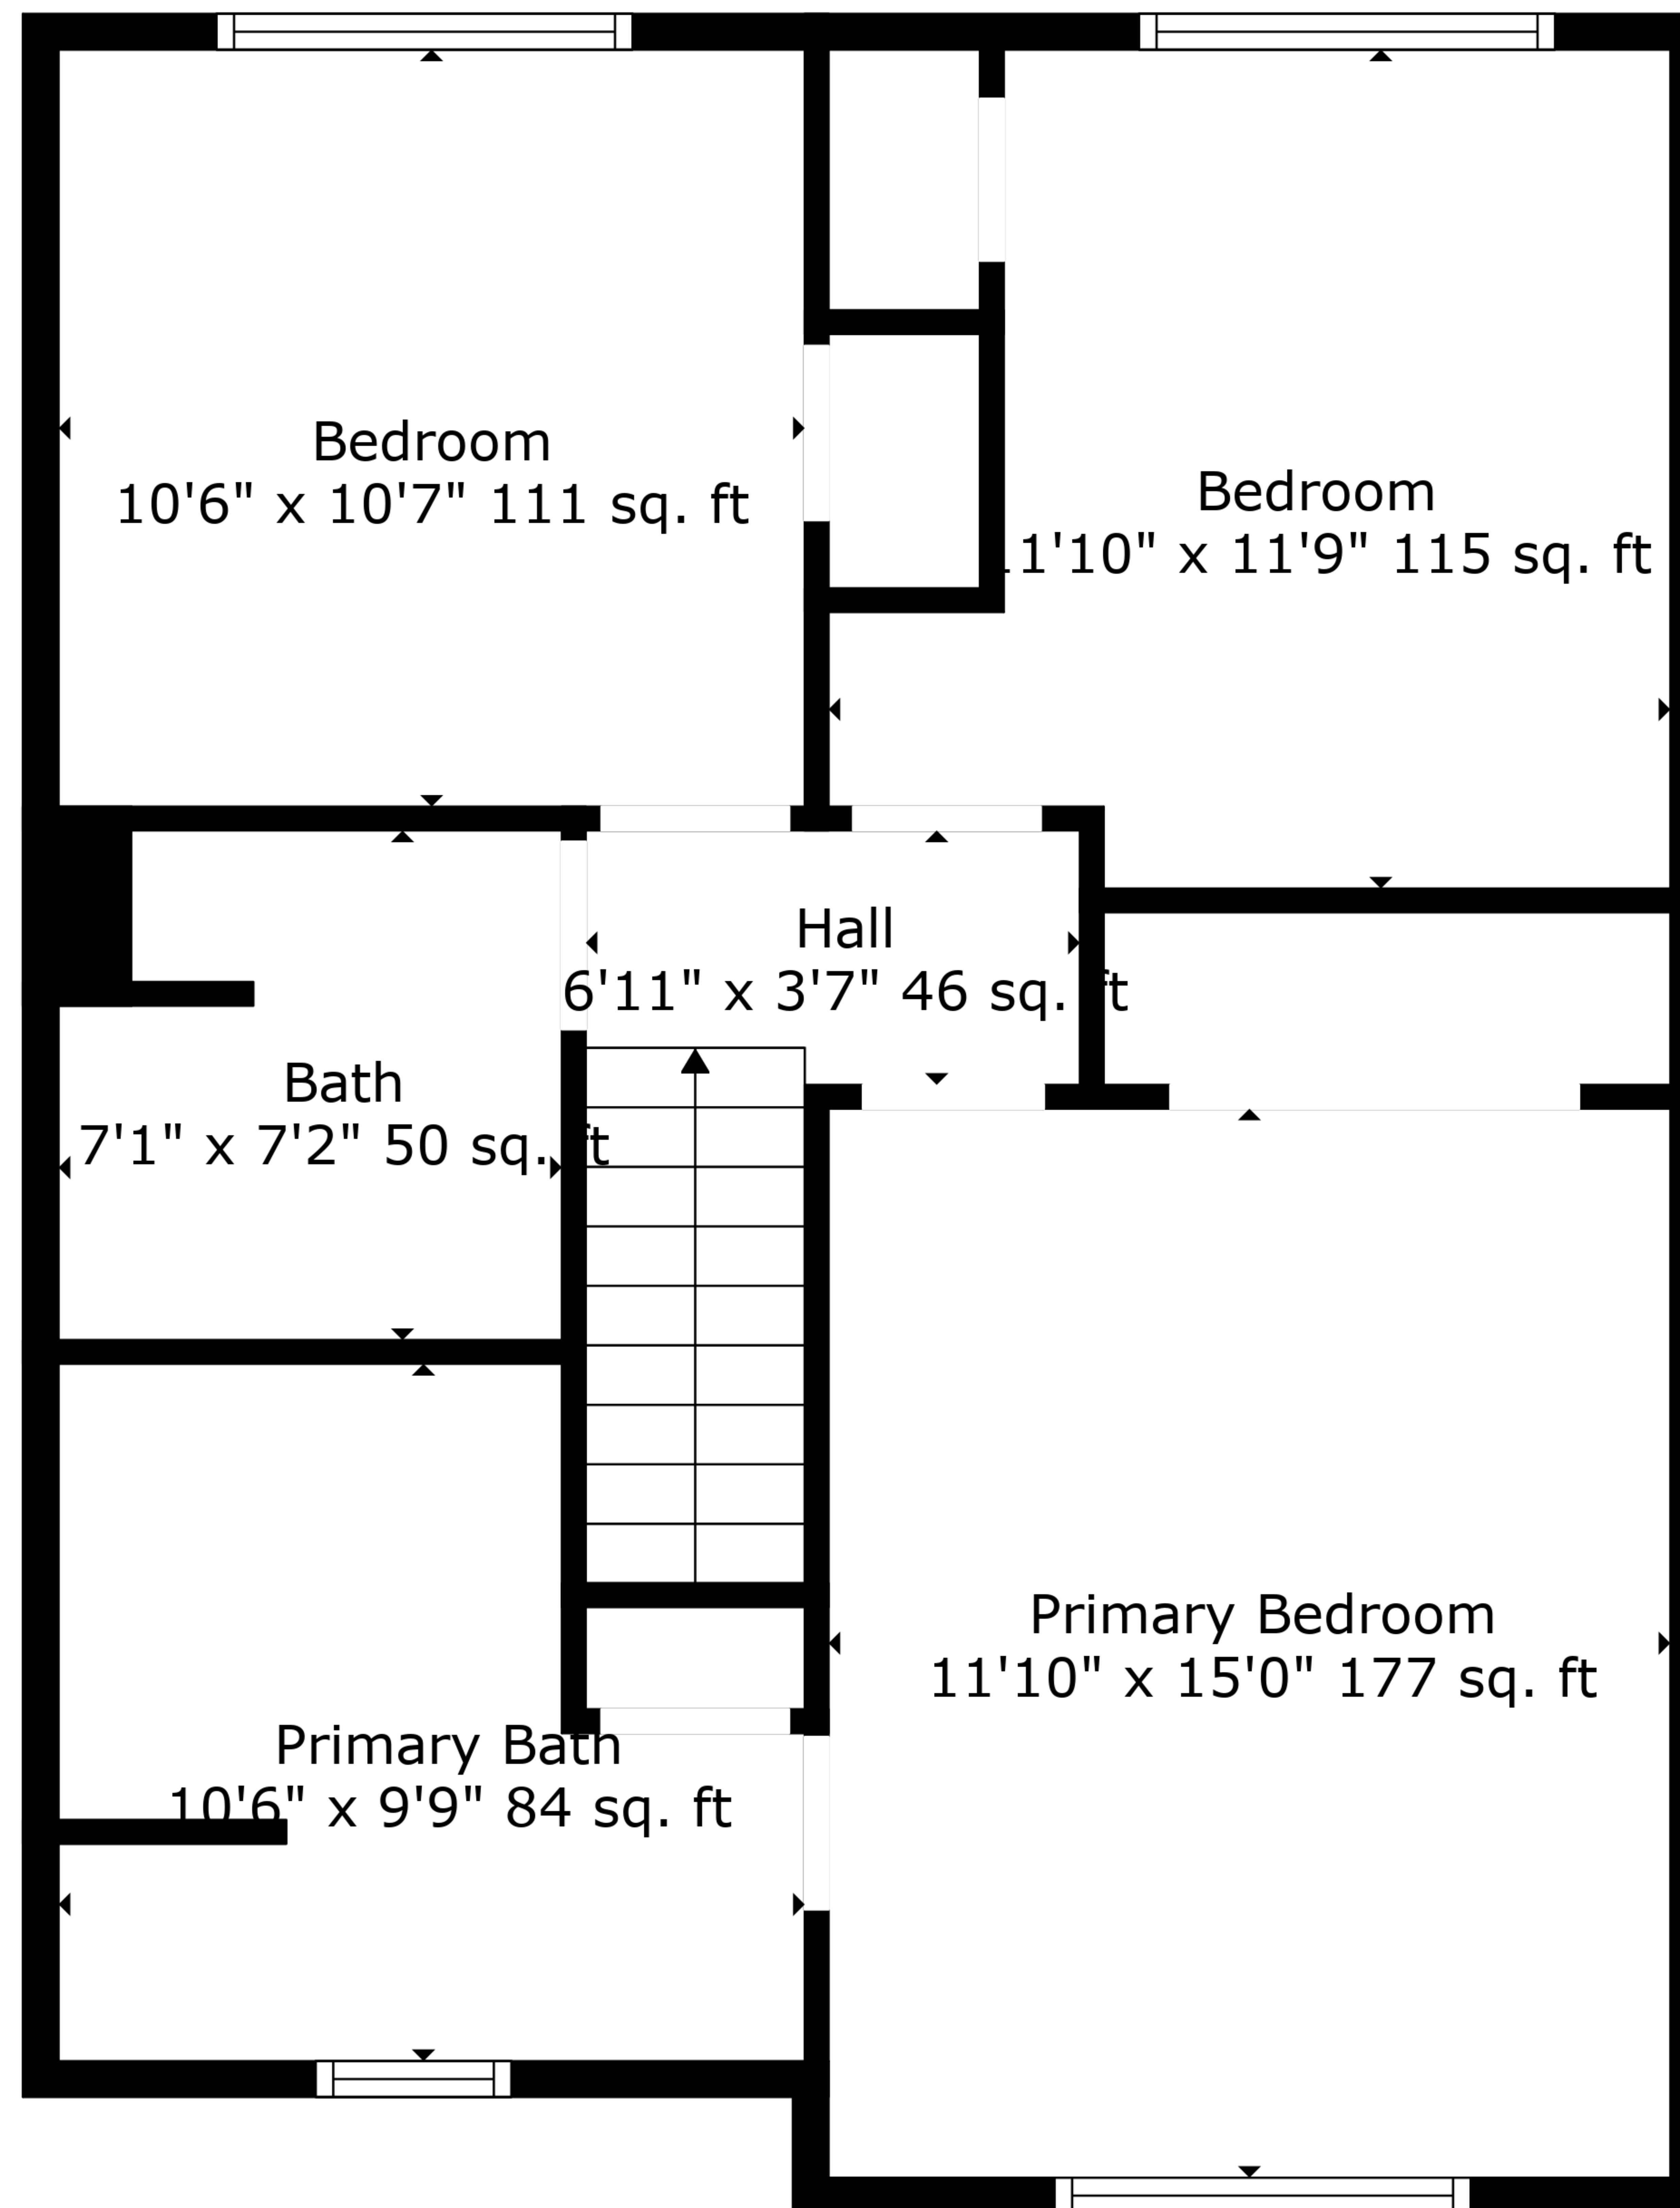 Bedroom
10'6" x 10'7" 111 sq. ft
Bedroom
11'10" x 11'9" 115 sq. ft
Hall
6'11" x 3'7" 46 sq. ft
Bath
7'1" x 7'2" 50 sq. ft
Primary Bedroom
11'10" x 15'0" 177 sq. ft
Primary Bath
10'6" x 9'9" 84 sq. ft